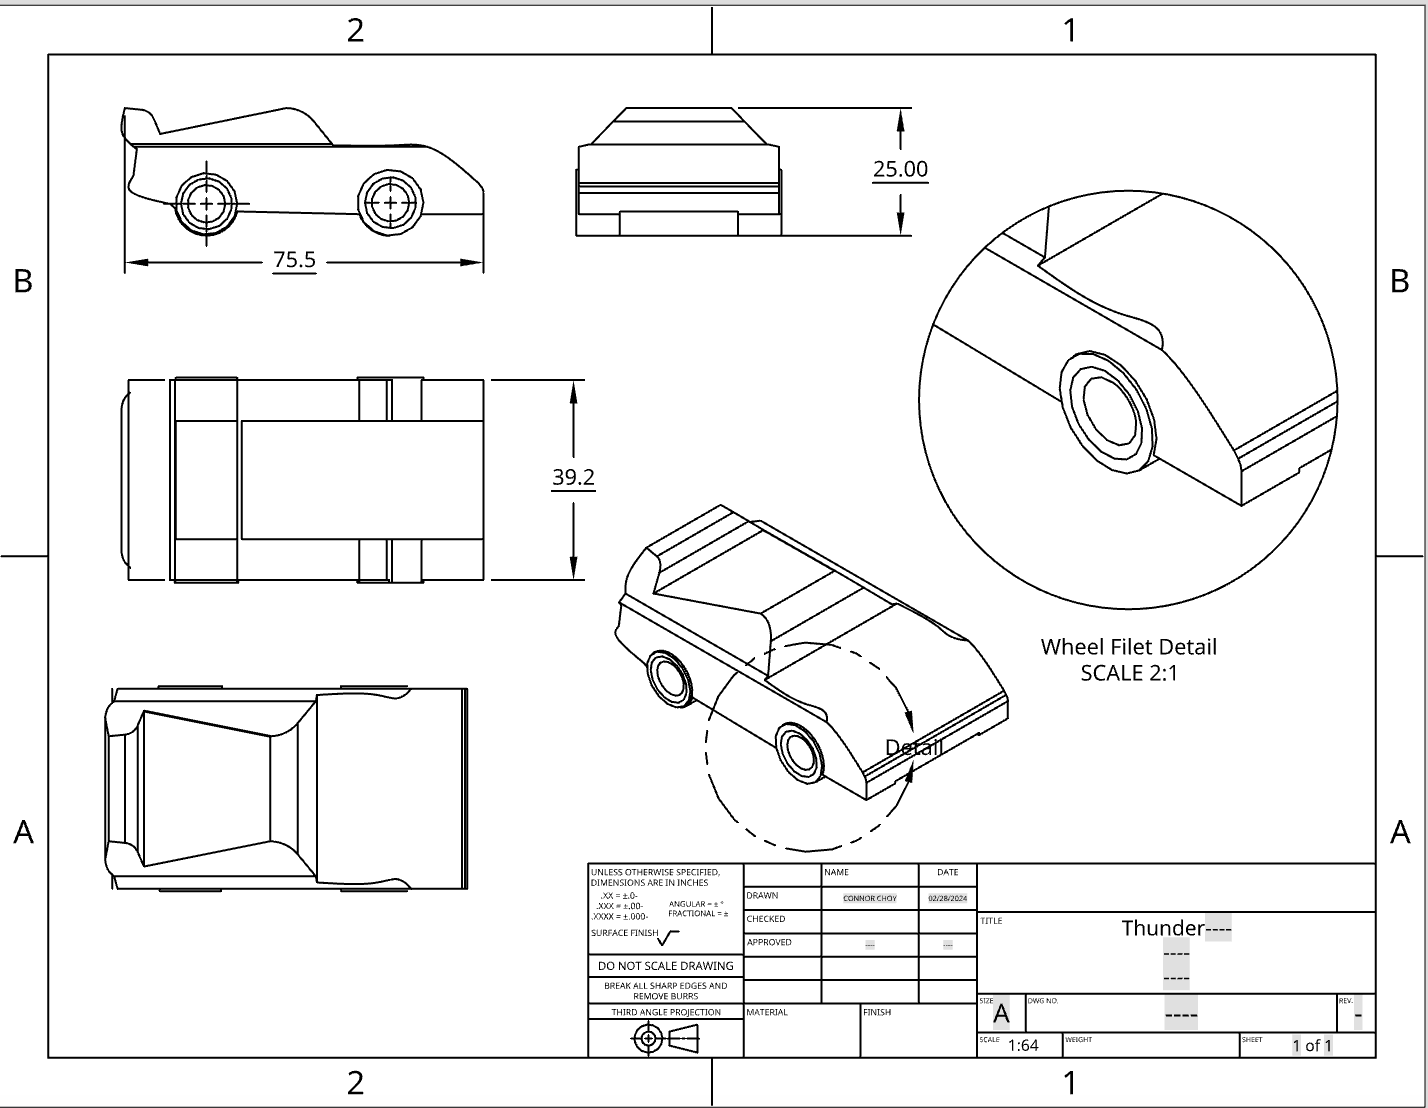 2
1
B
B
A
A
2
1
75.5
25.00
39.2
Wheel Filet Detail
SCALE 2:1
Detail
UNLESS OTHERWISE SPECIFIED,
DIMENSIONS ARE IN INCHES
.XX = ±.0-
.XXX = ±.00-
.XXXX = ±.000-
ANGULAR = ± °
FRACTIONAL = ±
SURFACE FINISH
DO NOT SCALE DRAWING
BREAK ALL SHARP EDGES AND
REMOVE BURRS
THIRD ANGLE PROJECTION
NAME
DATE
DRAWN
CONNOR CHOY
02/28/2024
CHECKED
APPROVED
----
----
MATERIAL
FINISH
TITLE
Thunder----
----
----
SIZE
A
DWG NO.
----
REV.
-
SCALE
1:64
WEIGHT
SHEET
1 of 1